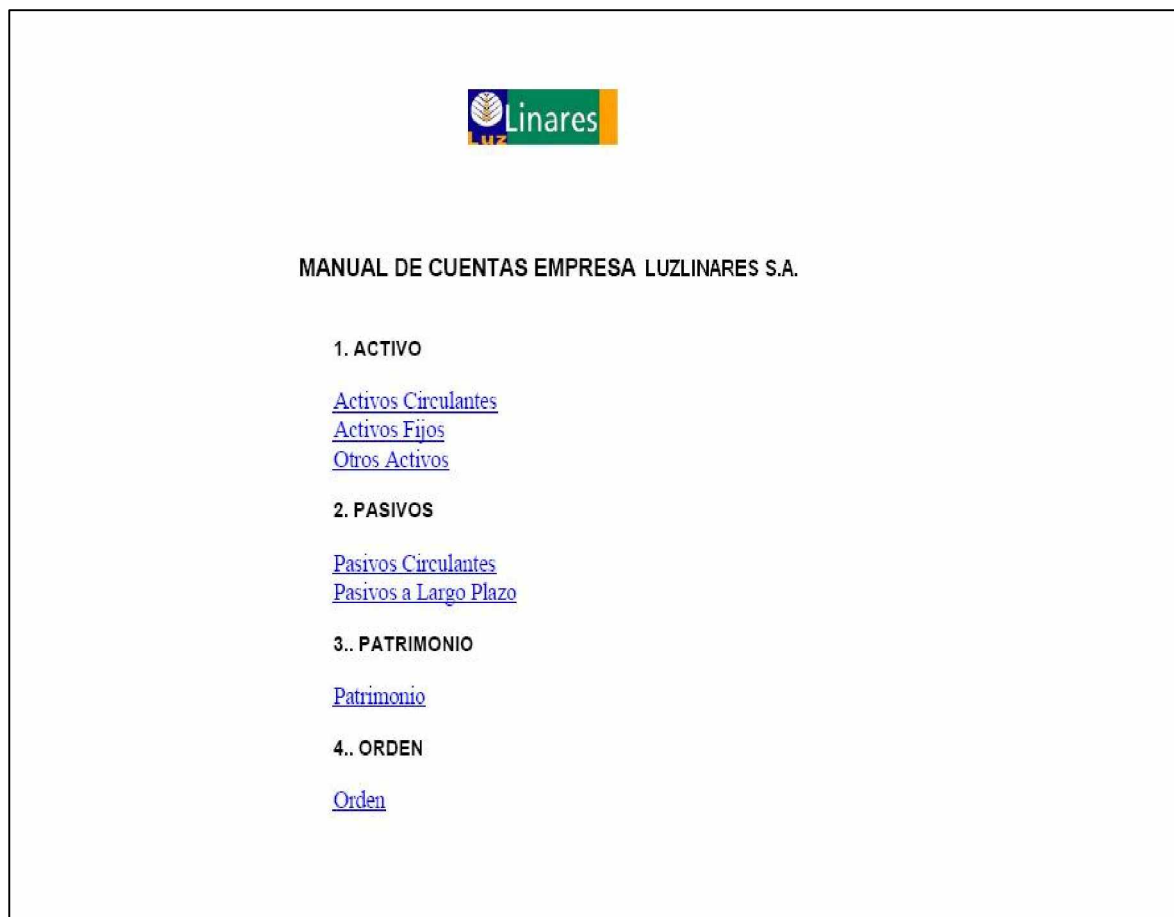 Linares
Luz
MANUAL DE CUENTAS EMPRESA LUZLINARES S.A.
1. ACTIVO
Activos Circulantes
Activos Fijos
Otros Activos
2. PASIVOS
Pasivos Circulantes
Pasivos a Largo Plazo
3.. PATRIMONIO
Patrimonio
4.. ORDEN
Orden